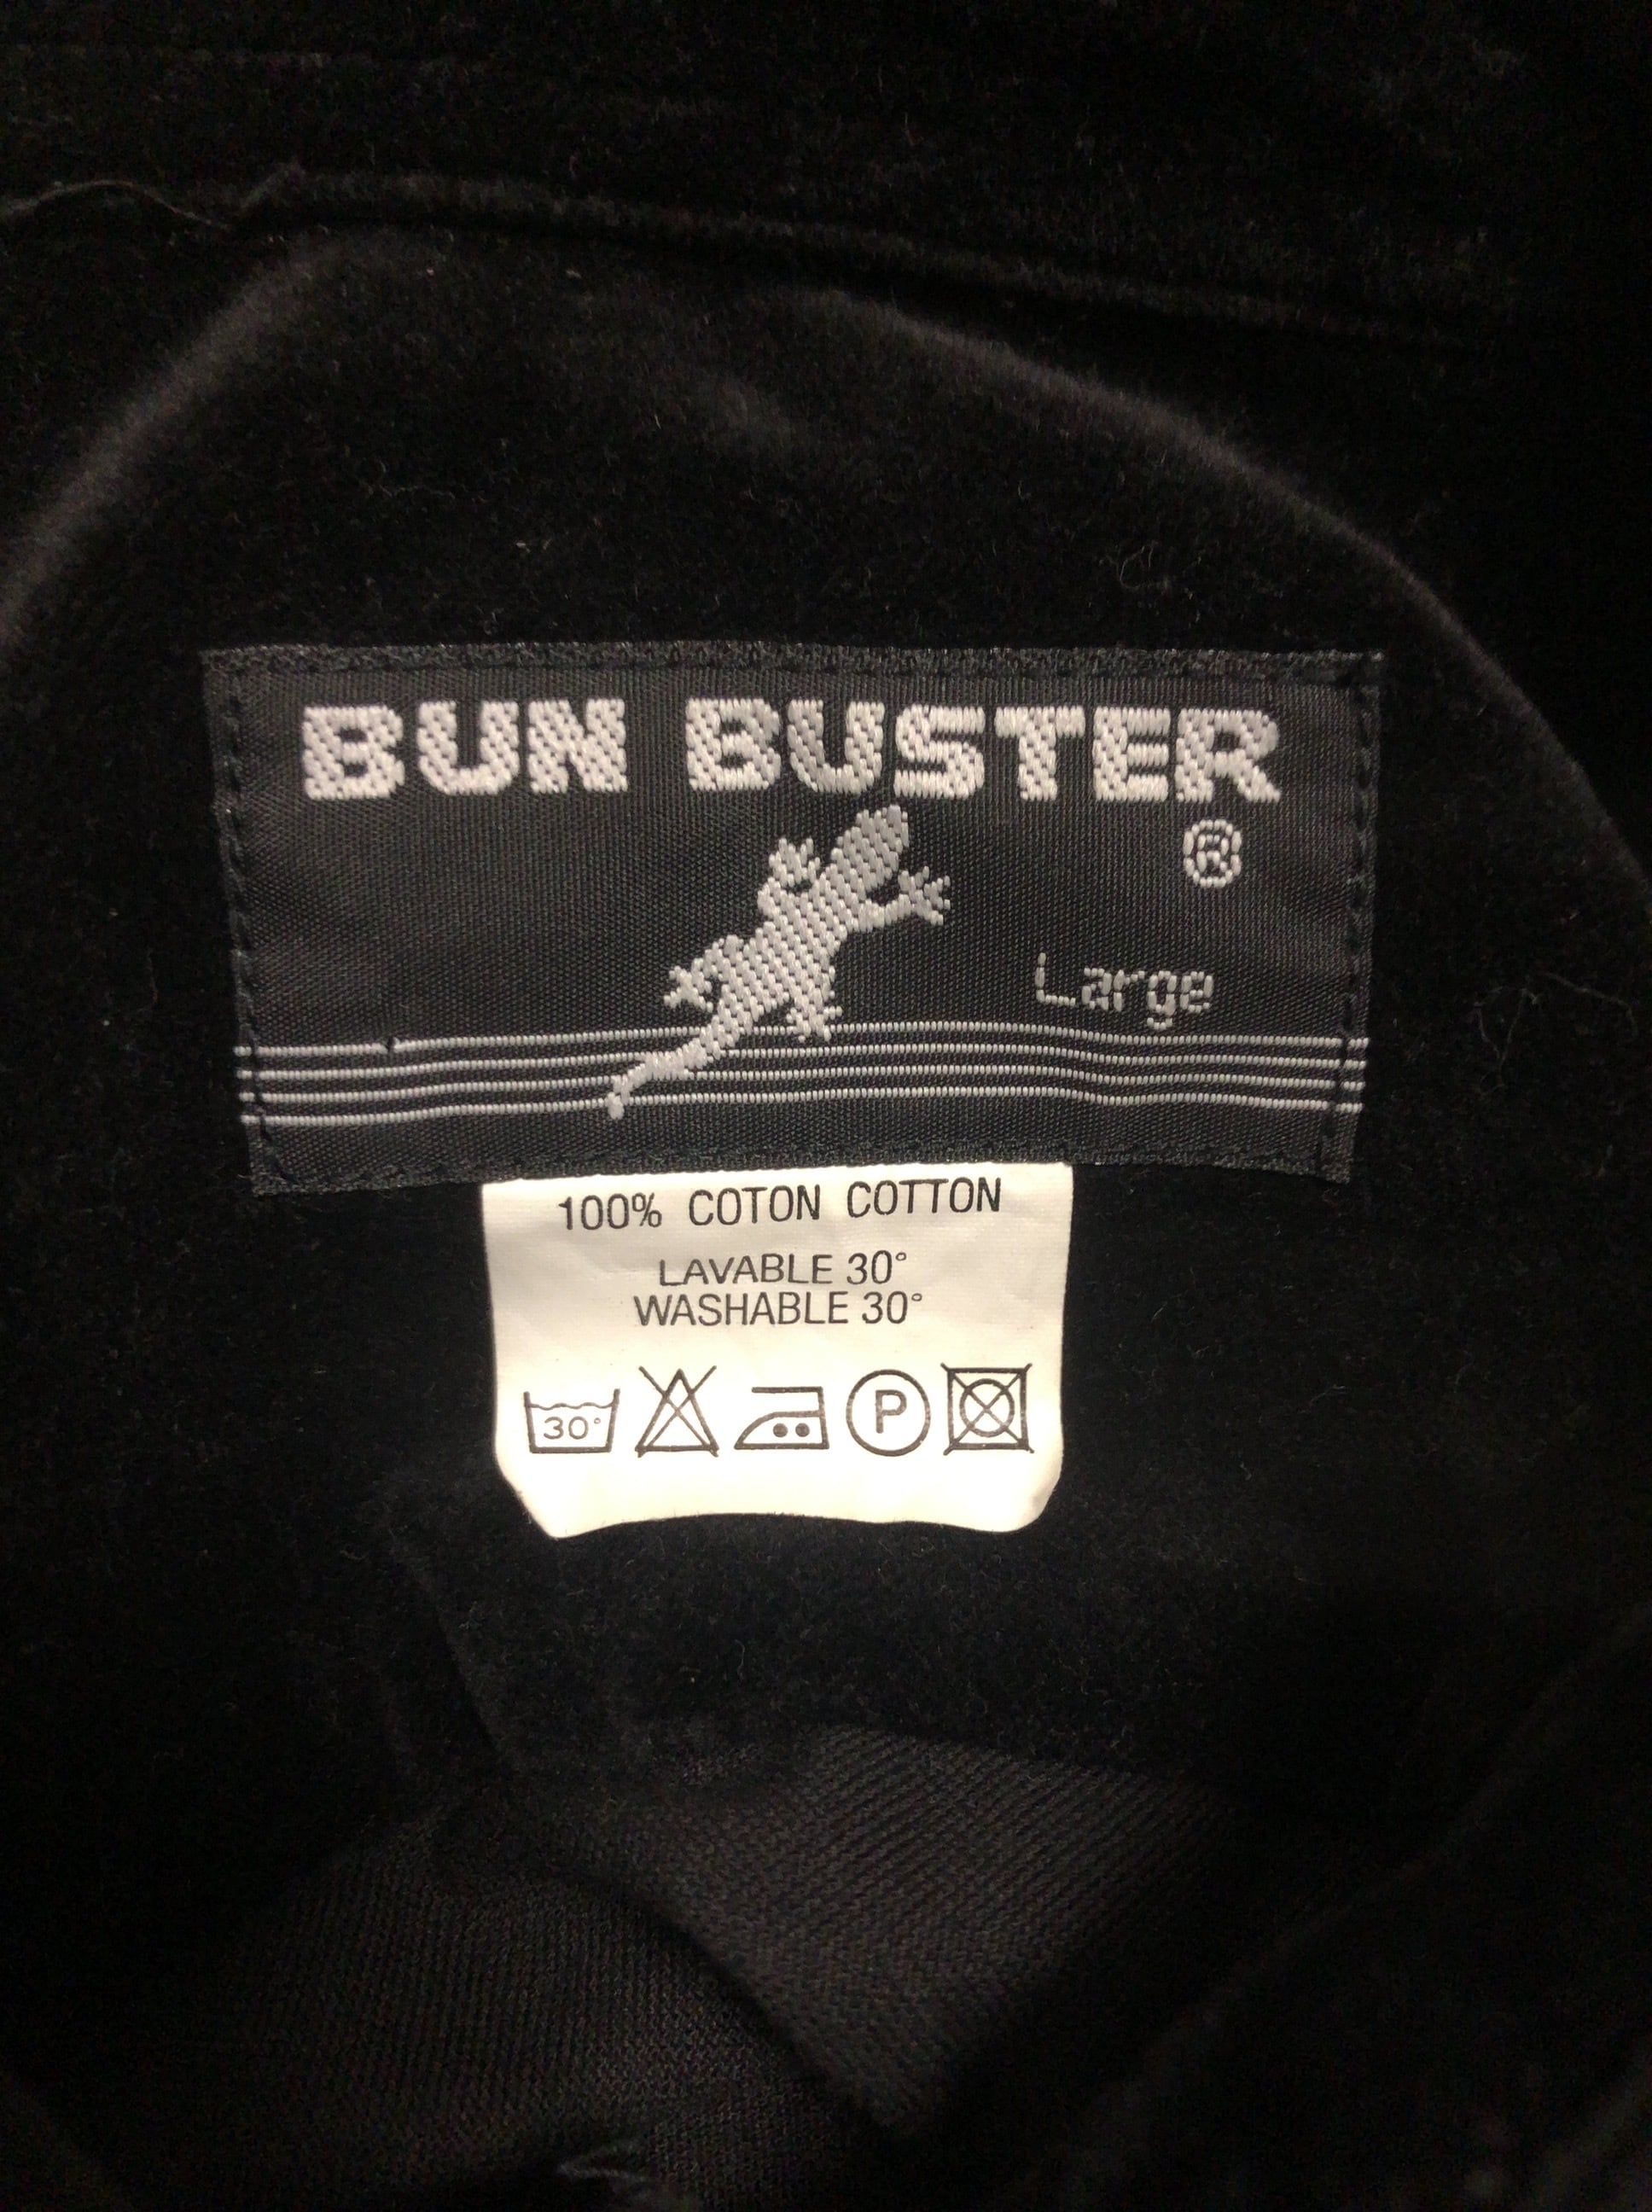 BUN BUSTER
®
Large
100% COTON COTTON
LAVABLE 30°
WASHABLE 30°
30° P